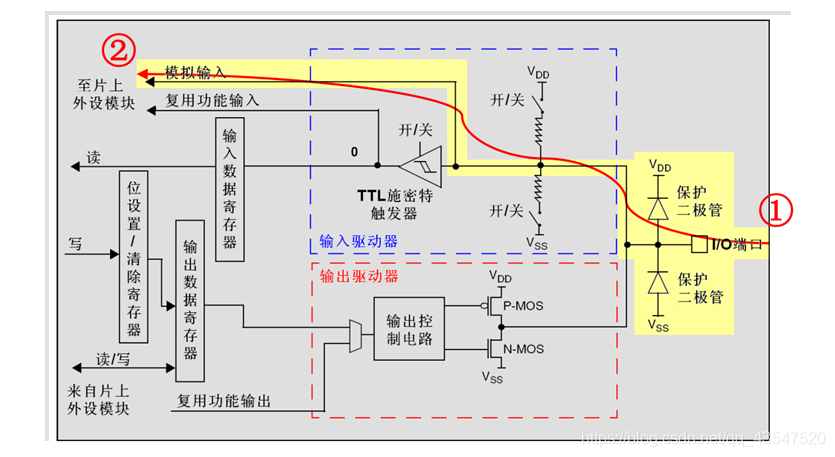 ②
模拟输入
至片上
外设模块
复用功能输入
读
输入数据寄存器
0
开/关
TTL施密特
触发器
VDD
开/关
开/关
VSS
输入驱动器
VDD
保护
二极管
①
I/O端口
保护
二极管
VSS
位设置/清除寄存器
写
输出数据寄存器
读/写
来自片上
外设模块
复用功能输出
输出驱动器
输出控
制电路
VDD
P-MOS
N-MOS
VSS
https://blog.csdn.net/qq_43547520